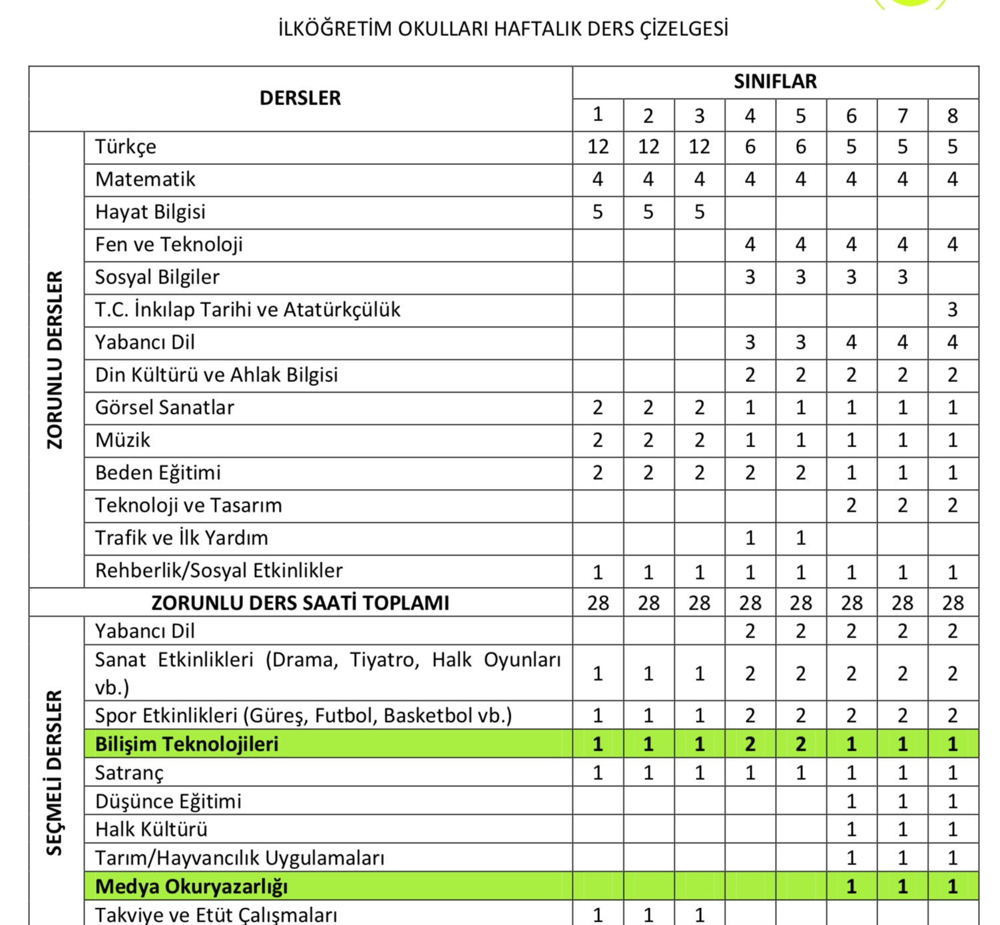 İLKÖĞRETİM OKULLARI HAFTALIK DERS ÇİZELGESİ
DERSLER SINIFLAR
1 2 3 4 5 6 7 8
ZORUNLU DERSLER
Türkçe 12 12 12 6 6 5 5 5
Matematik 4 4 4 4 4 4 4 4
Hayat Bilgisi 5 5 5
Fen ve Teknoloji 4 4 4 4 4
Sosyal Bilgiler 3 3 3 3
T.C. İnkılap Tarihi ve Atatürkçülük 3
Yabancı Dil 3 3 4 4 4
Din Kültürü ve Ahlak Bilgisi 2 2 2 2 2
Görsel Sanatlar 2 2 2 1 1 1 1 1
Müzik 2 2 2 1 1 1 1 1
Beden Eğitimi 2 2 2 2 2 1 1 1
Teknoloji ve Tasarım 2 2 2
Trafik ve İlk Yardım 1 1
Rehberlik/Sosyal Etkinlikler 1 1 1 1 1 1 1 1
ZORUNLU DERS SAATİ TOPLAMI 28 28 28 28 28 28 28 28
SEÇMELİ DERSLER
Yabancı Dil 2 2 2 2 2
Sanat Etkinlikleri (Drama, Tiyatro, Halk Oyunları
vb.) 1 1 1 2 2 2 2 2
Spor Etkinlikleri (Güreş, Futbol, Basketbol vb.) 1 1 1 2 2 2 2 2
Bilişim Teknolojileri 1 1 1 2 2 1 1 1
Satranç 1 1 1 1 1 1 1 1
Düşünce Eğitimi 1 1 1
Halk Kültürü 1 1 1
Tarım/Hayvancılık Uygulamaları 1 1 1
Medya Okuryazarlığı 1 1 1
Takviye ve Etüt Çalışmaları 1 1 1